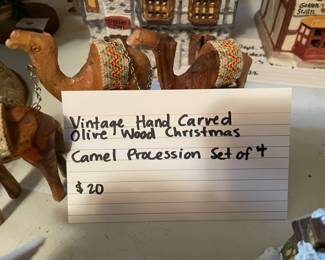 Vintage Hand Carved
Olive Wood Christmas
Camel Procession Set of 4
$20